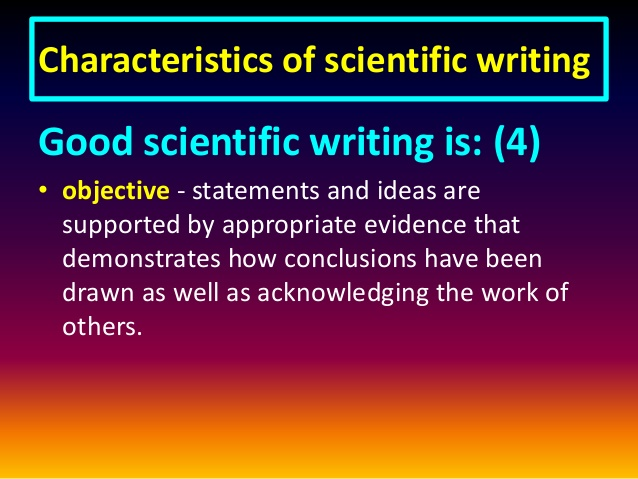 Characteristics of scientific writing
Good scientific writing is: (4)
• objective - statements and ideas are
supported by appropriate evidence that
demonstrates how conclusions have been
drawn as well as acknowledging the work of
others.